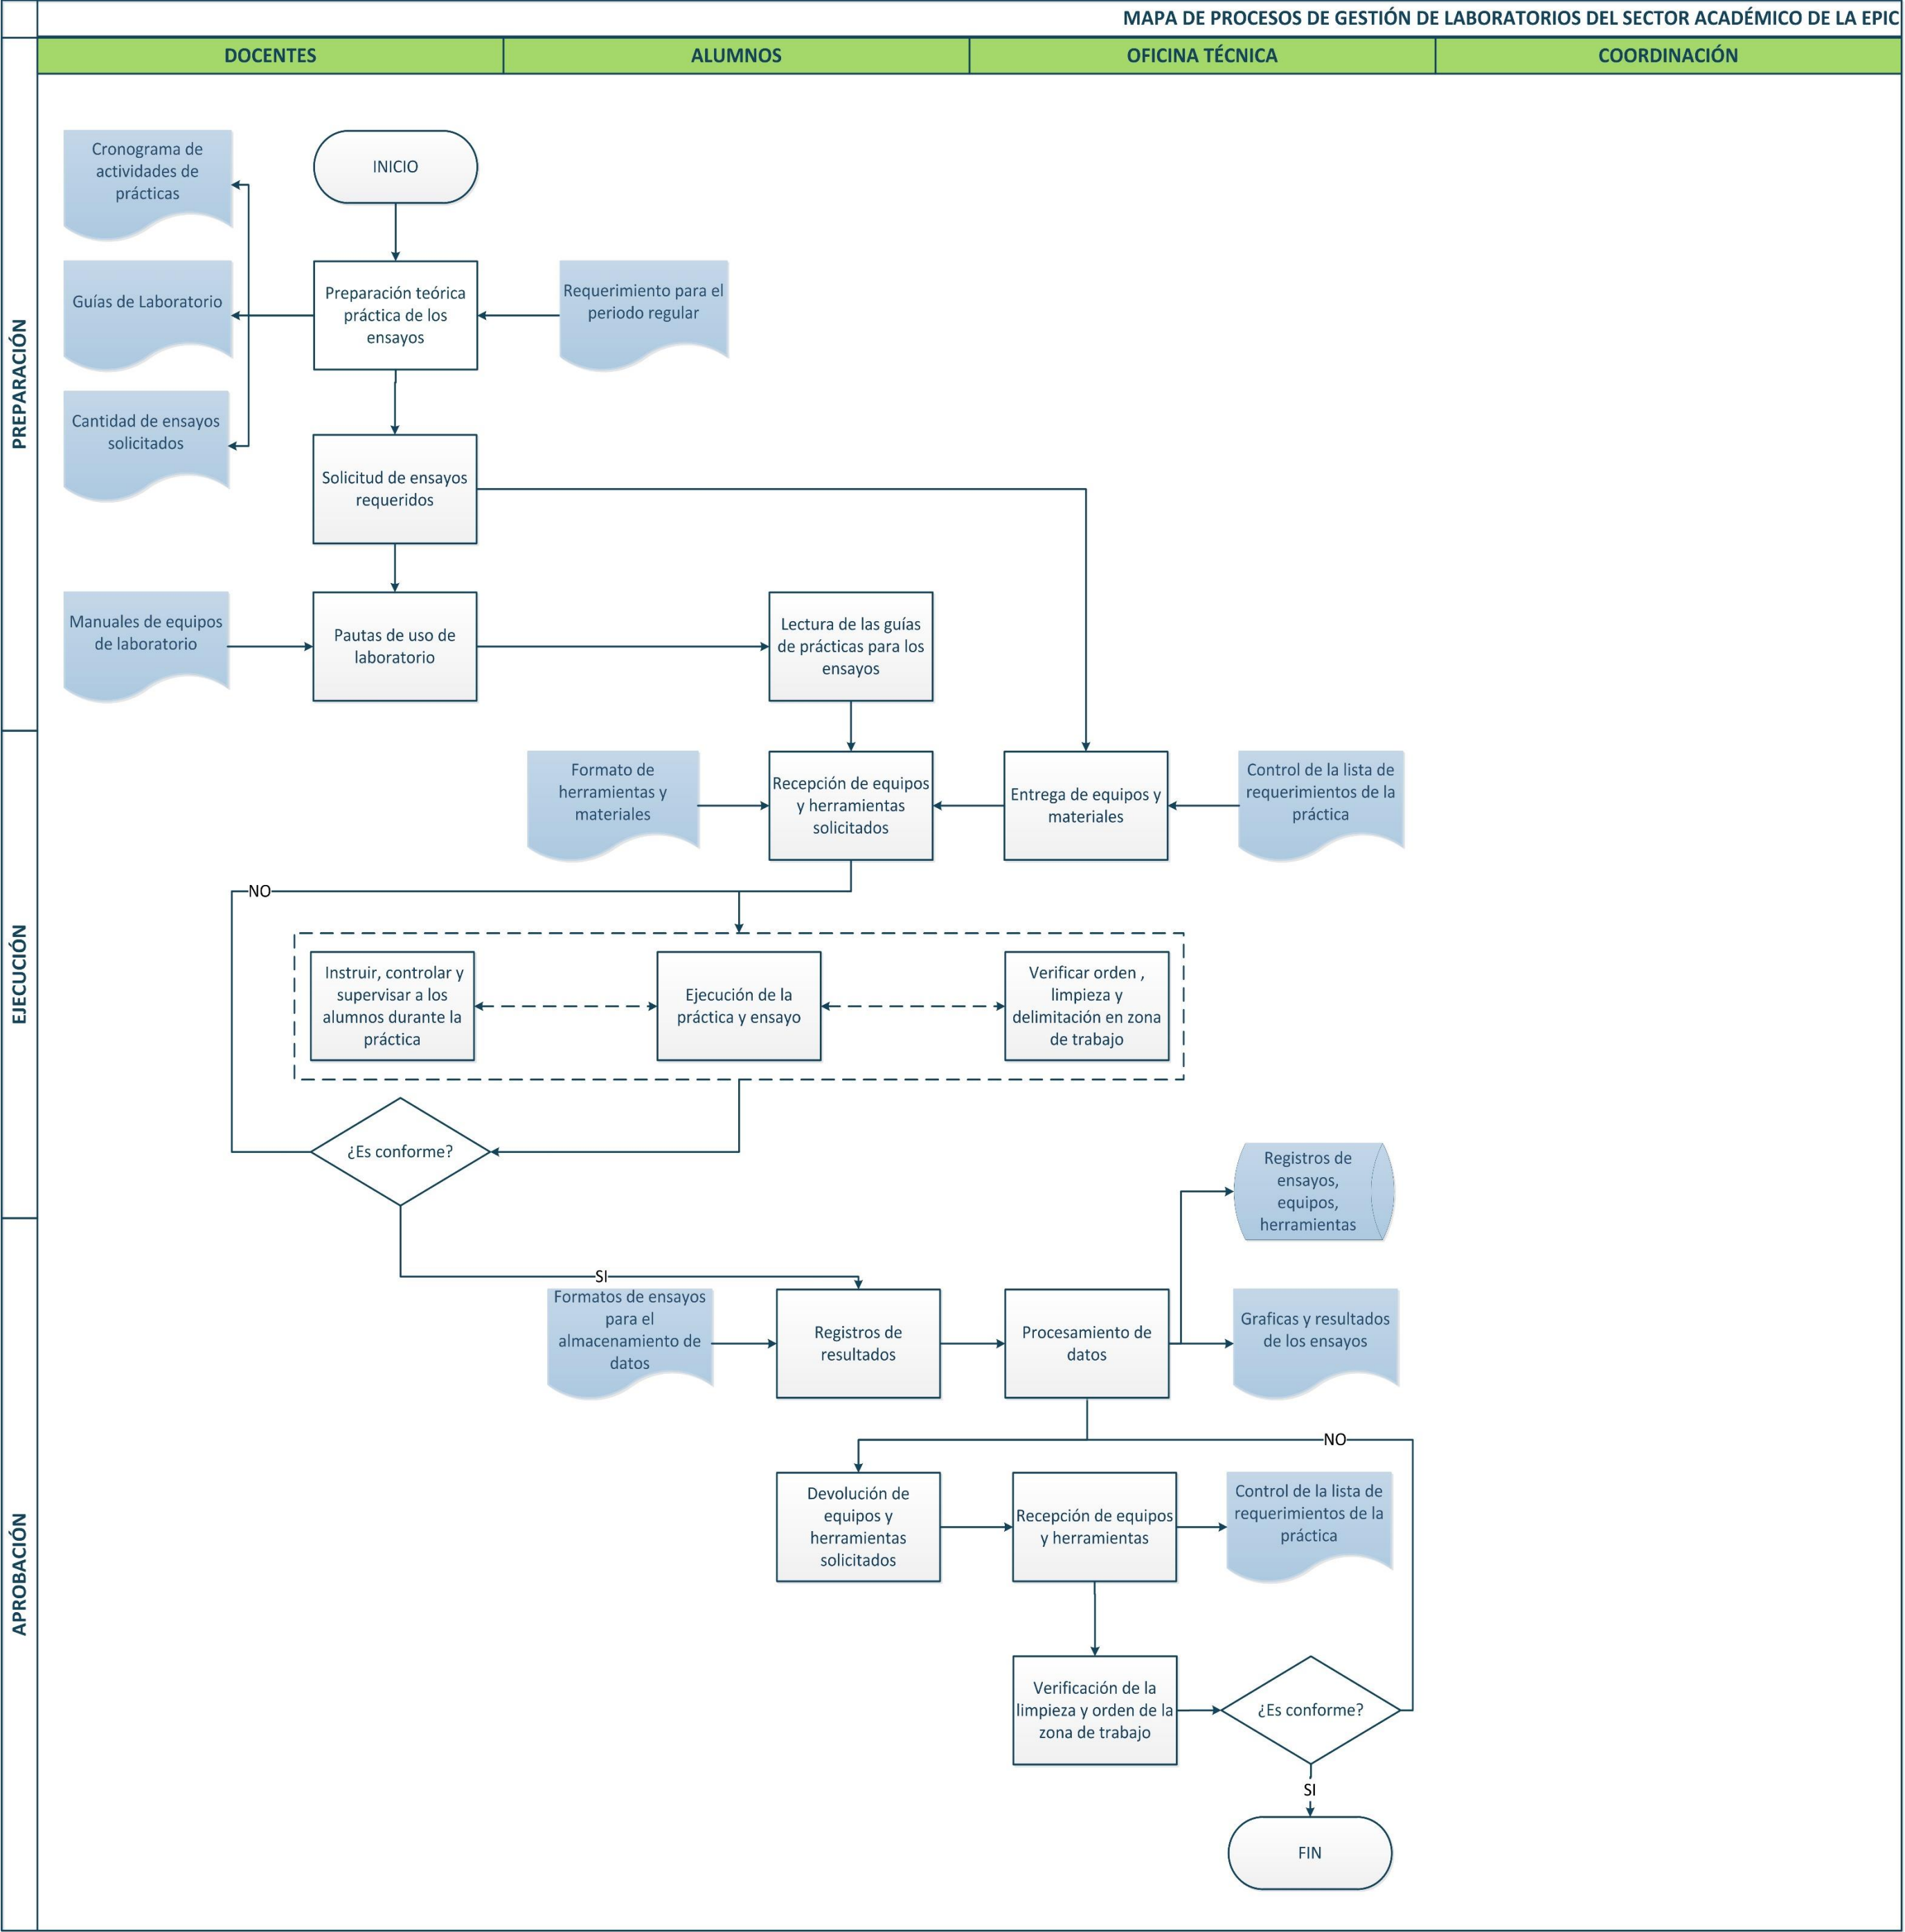 MAPA DE PROCESOS DE GESTIÓN DE LABORATORIOS DEL SECTOR ACADÉMICO DE LA EPIC
DOCENTES
ALUMNOS
OFICINA TÉCNICA
COORDINACIÓN
PREPARACIÓN
Cronograma de
actividades de
prácticas
INICIO
Guías de Laboratorio
Preparación teórica
práctica de los
ensayos
Requerimiento para el
periodo regular
Cantidad de ensayos
solicitados
Solicitud de ensayos
requeridos
Manuales de equipos
de laboratorio
Pautas de uso de
laboratorio
Lectura de las guías
de prácticas para los
ensayos
EJECUCIÓN
Formato de
herramientas y
materiales
Recepción de equipos
y herramientas
solicitados
Entrega de equipos y
materiales
Control de la lista de
requerimientos de la
práctica
NO
Instruir, controlar y
supervisar a los
alumnos durante la
práctica
Ejecución de la
práctica y ensayo
Verificar orden ,
limpieza y
delimitación en zona
de trabajo
¿Es conforme?
Registros de
ensayos,
equipos,
herramientas
APROBACIÓN
SI
Formatos de ensayos
para el
almacenamiento de
datos
Registros de
resultados
Procesamiento de
datos
Graficas y resultados
de los ensayos
NO
Devolución de
equipos y
herramientas
solicitados
Recepción de equipos
y herramientas
Control de la lista de
requerimientos de la
práctica
Verificación de la
limpieza y orden de la
zona de trabajo
¿Es conforme?
SI
FIN